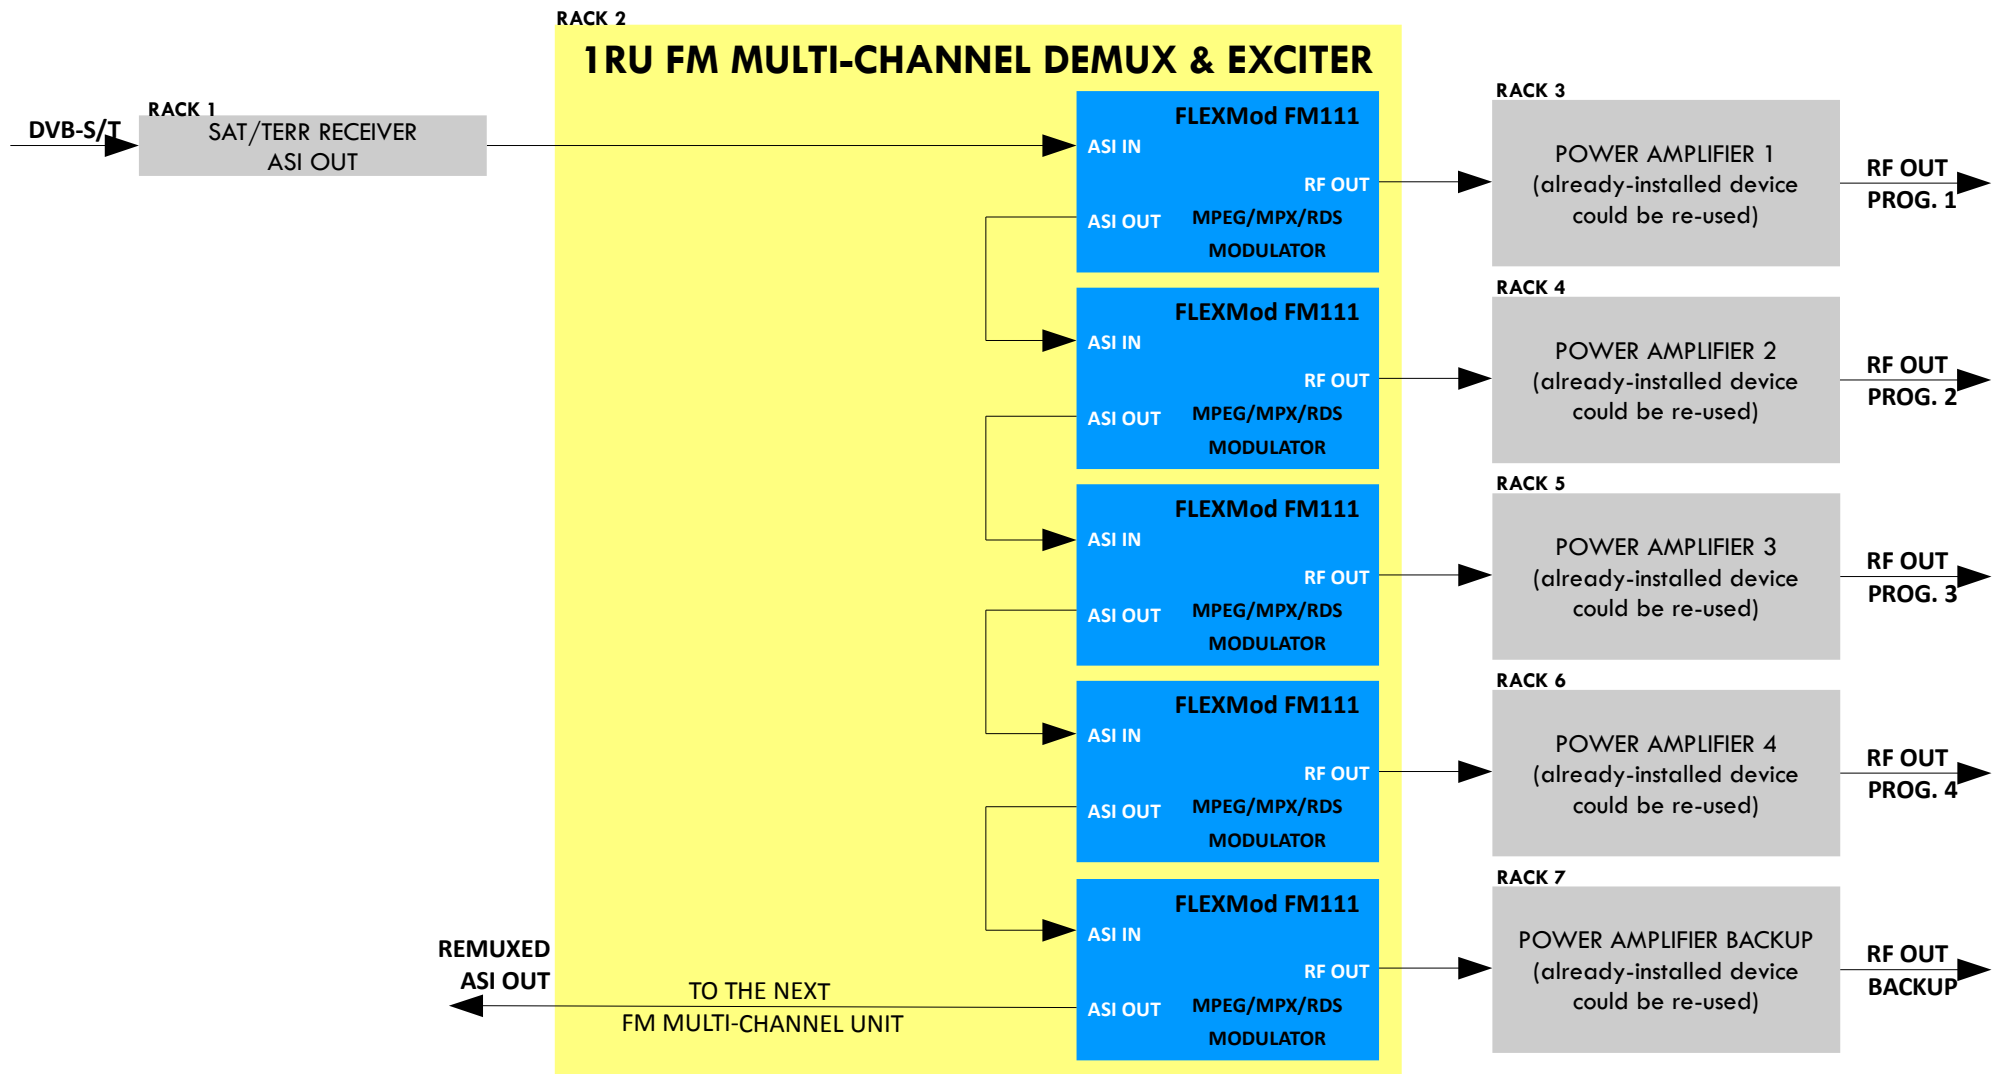 RACK 2
1RU FM MULTI-CHANNEL DEMUX & EXCITER
RACK 1
DVB-S/T
SAT/TERR RECEIVER
ASI OUT
FLEXMod FM111
ASI IN
RF OUT
ASI OUT
MPEG/MPX/RDS
MODULATOR
RACK 3
POWER AMPLIFIER 1
(already-installed device
could be re-used)
RF OUT
PROG. 1
FLEXMod FM111
ASI IN
RF OUT
ASI OUT
MPEG/MPX/RDS
MODULATOR
RACK 4
POWER AMPLIFIER 2
(already-installed device
could be re-used)
RF OUT
PROG. 2
FLEXMod FM111
ASI IN
RF OUT
ASI OUT
MPEG/MPX/RDS
MODULATOR
RACK 5
POWER AMPLIFIER 3
(already-installed device
could be re-used)
RF OUT
PROG. 3
FLEXMod FM111
ASI IN
RF OUT
ASI OUT
MPEG/MPX/RDS
MODULATOR
RACK 6
POWER AMPLIFIER 4
(already-installed device
could be re-used)
RF OUT
PROG. 4
FLEXMod FM111
ASI IN
RF OUT
ASI OUT
MPEG/MPX/RDS
MODULATOR
RACK 7
POWER AMPLIFIER BACKUP
(already-installed device
could be re-used)
RF OUT
BACKUP
REMUXED
ASI OUT
TO THE NEXT
FM MULTI-CHANNEL UNIT